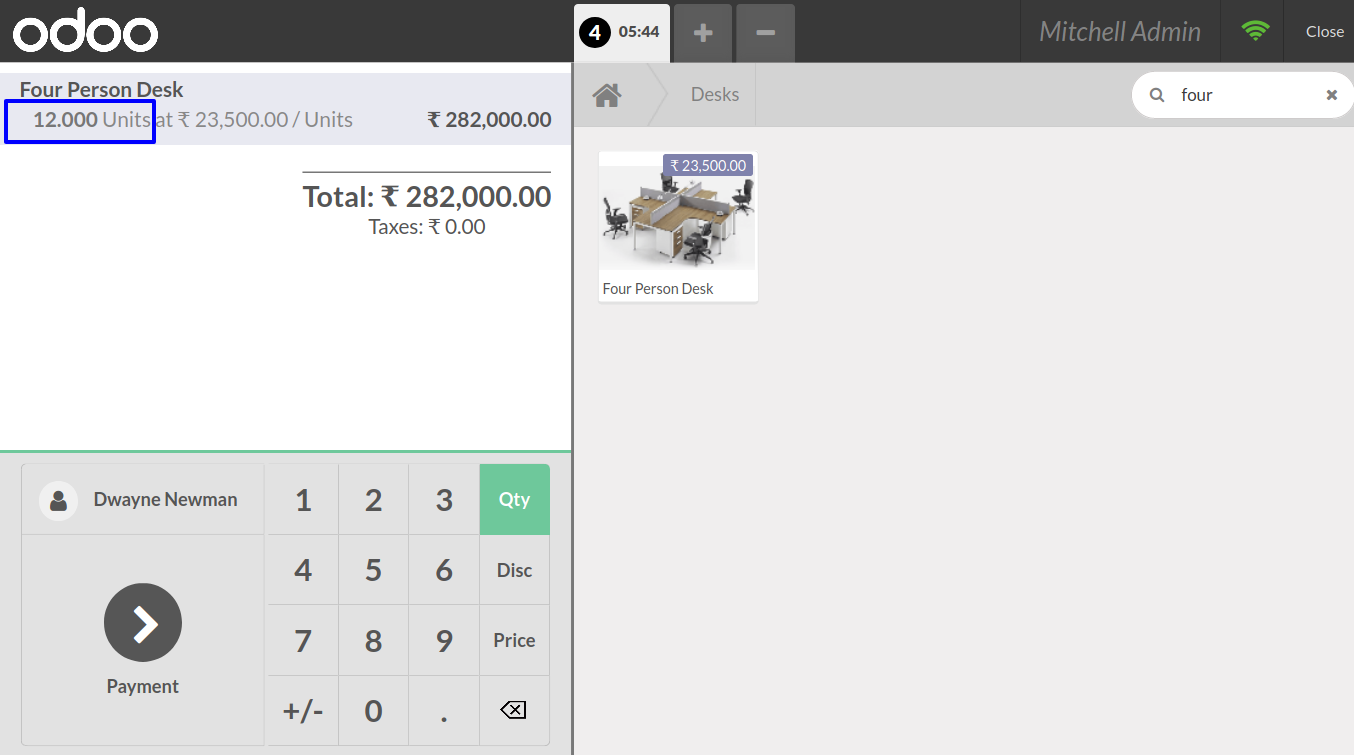 odoo
4 05:44
Mitchell Admin
Close
Four Person Desk
12.000 Units at ₹ 23,500.00 / Units ₹ 282,000.00
Total: ₹ 282,000.00
Taxes: ₹ 0.00
Desks
four
₹ 23,500.00
Four Person Desk
Dwayne Newman
Payment
1 2 3 Qty
4 5 6 Disc
7 8 9 Price
+/- 0 .